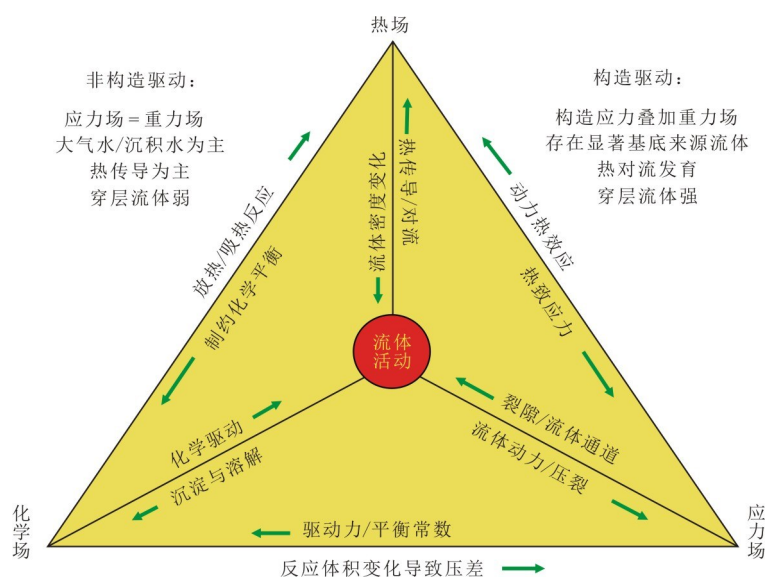 热场
非构造驱动：
应力场=重力场
大气水/沉积水为主
热传导为主
穿层流体弱
构造驱动：
构造应力叠加重力场
存在显著基底来源流体
热对流发育
穿层流体强
放热/吸热反应
制约化学平衡
流体密度变化
热传导/对流
动力热效应
热致应力
流体
活动
化学驱动
沉淀与溶解
裂隙/流体通道
流体动力/压裂
化学场
应力场
驱动力/平衡常数
反应体积变化导致压差